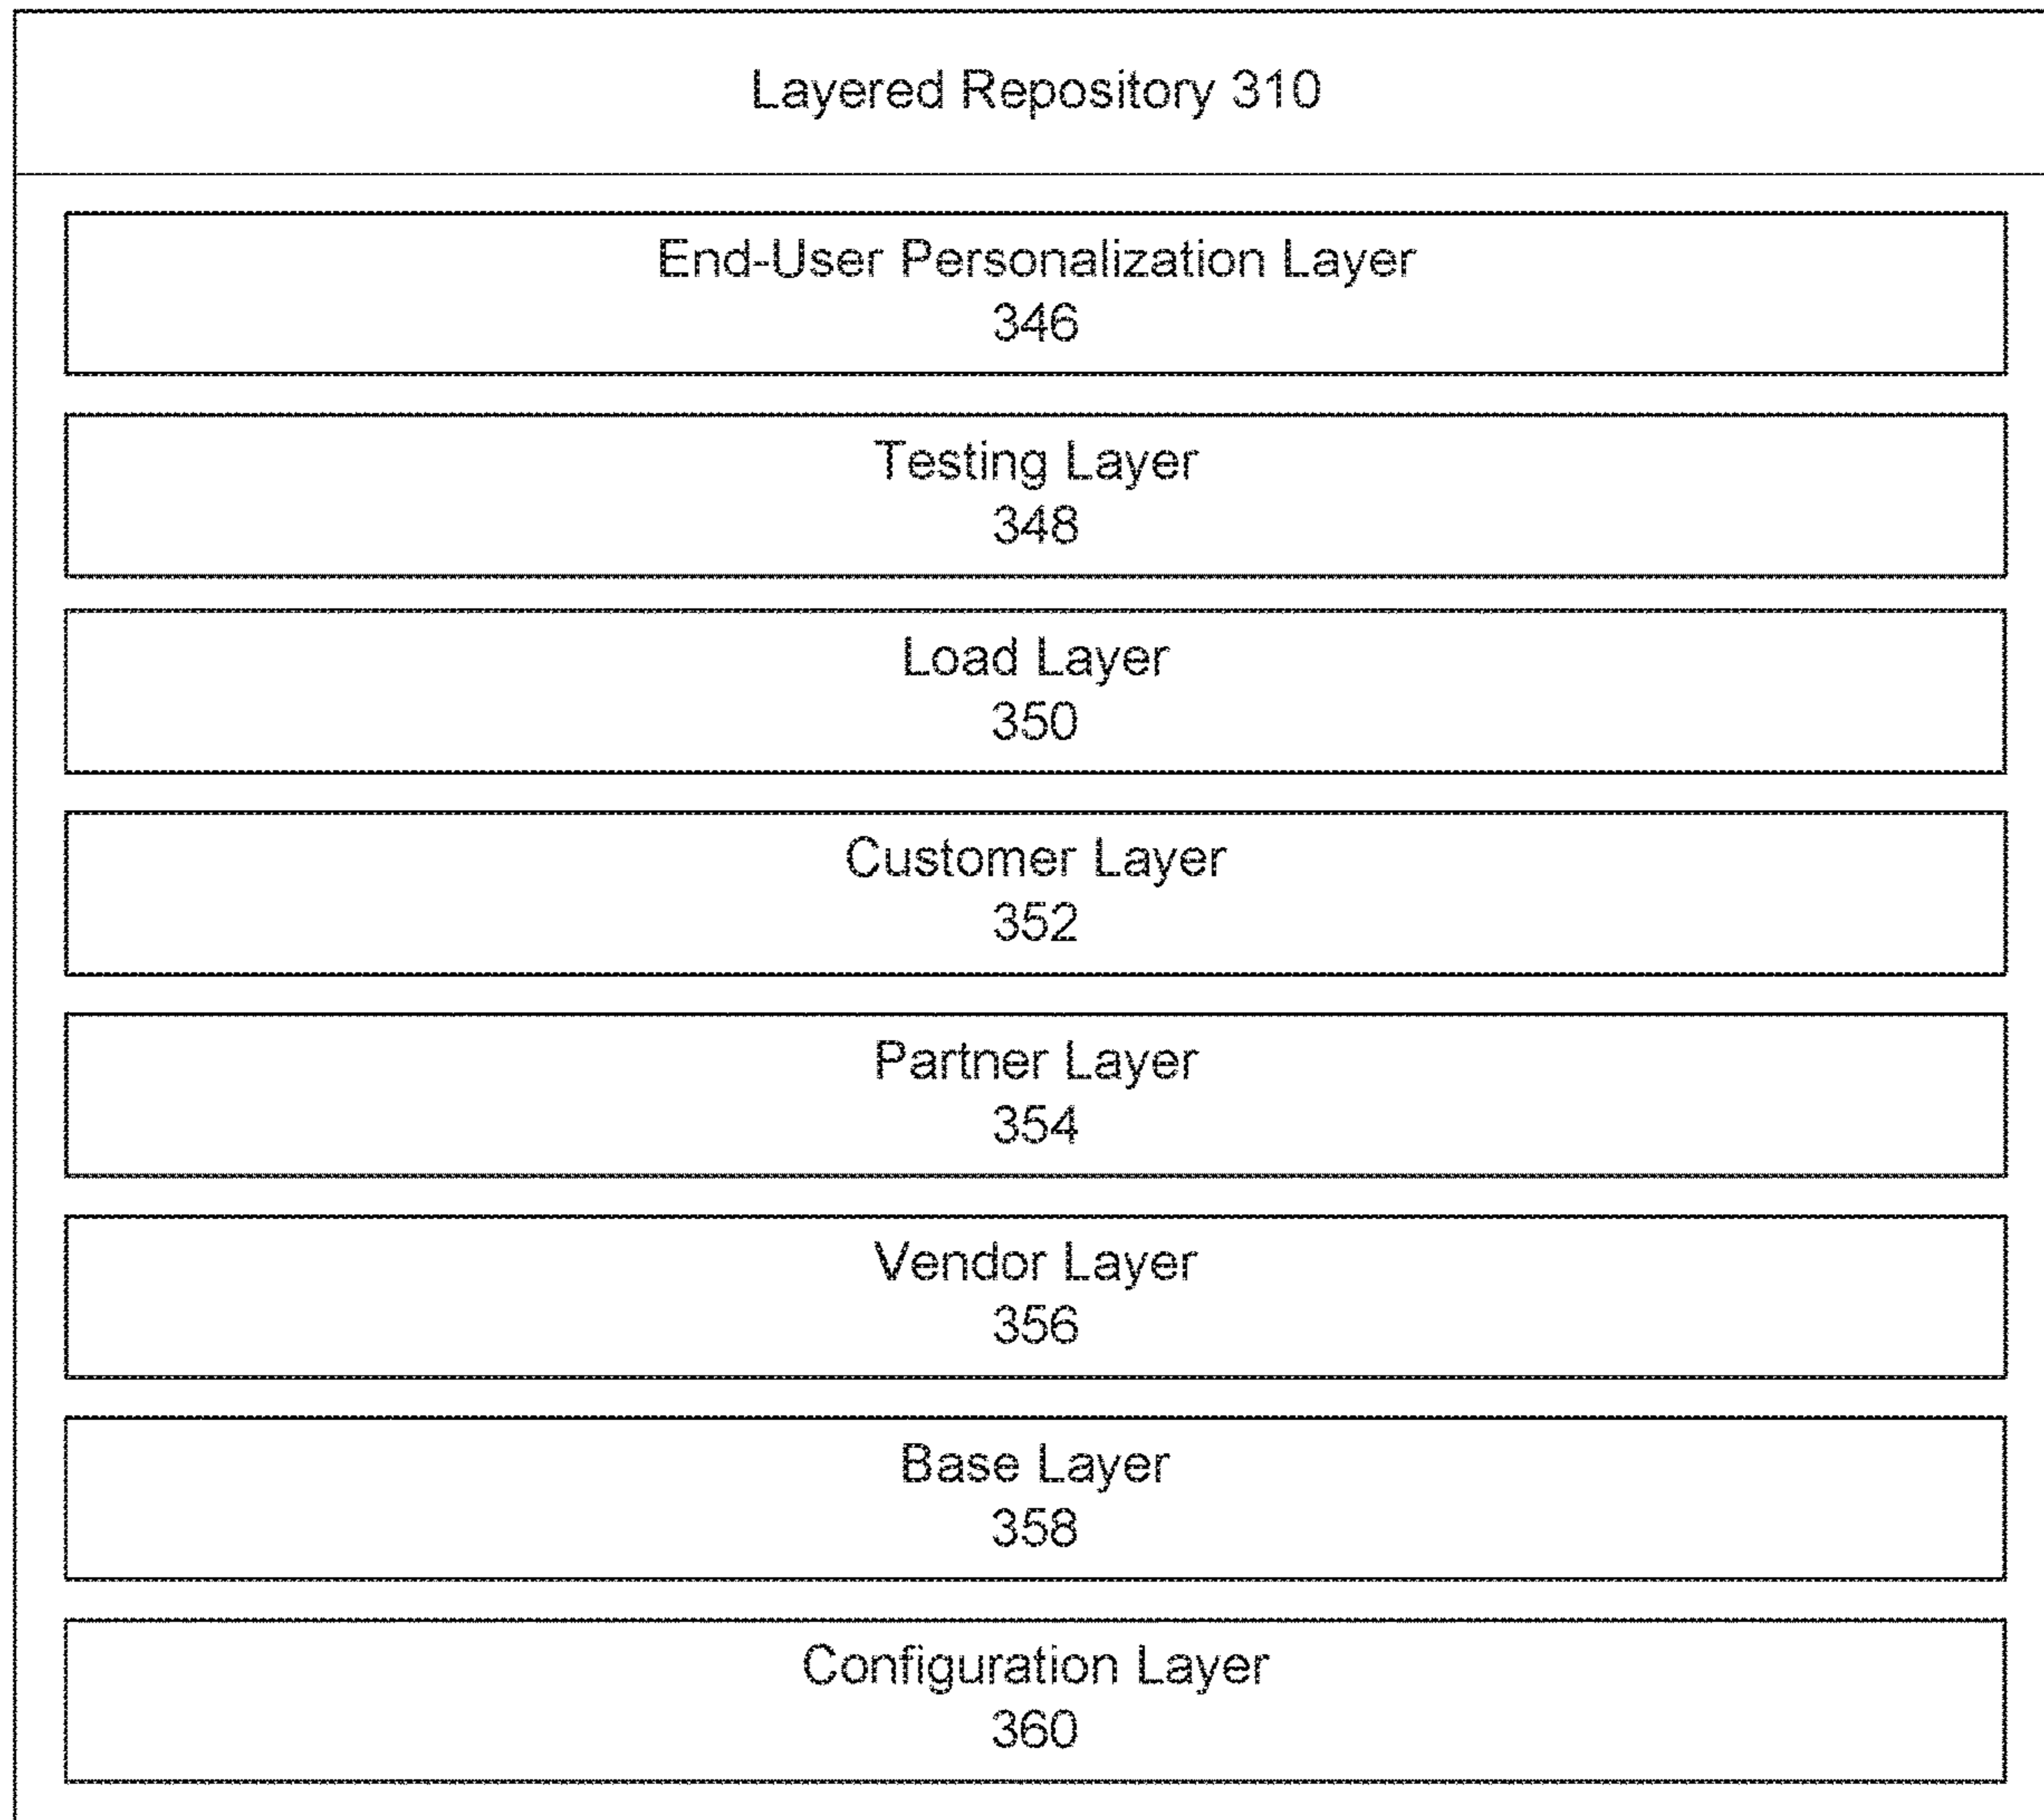 Layered Repository 310
End-User Personalization Layer
346
Testing Layer
348
Load Layer
350
Customer Layer
352
Partner Layer
354
Vendor Layer
356
Base Layer
358
Configuration Layer
360